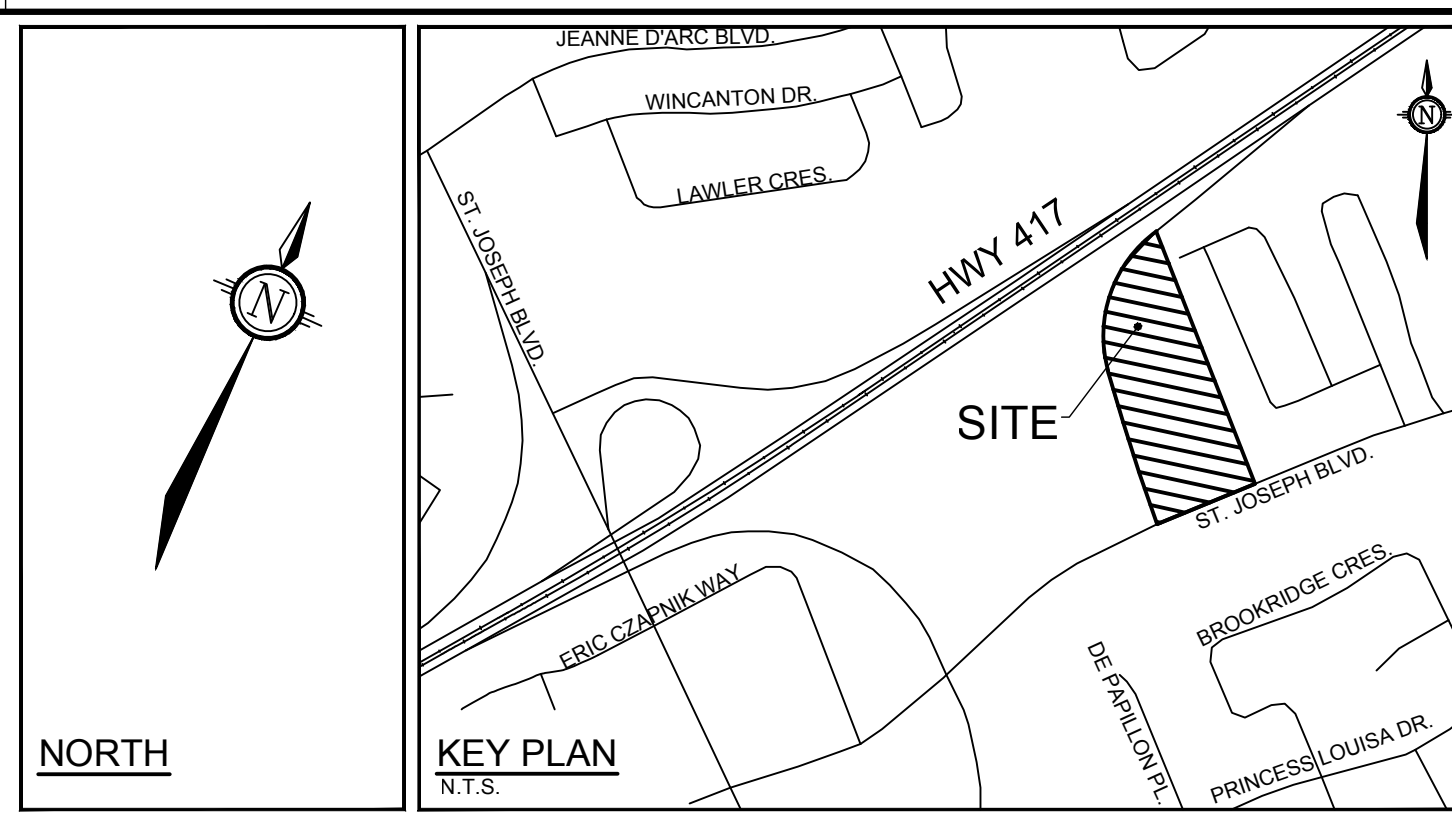 N
NORTH
JEANNE D'ARC BLVD.
WINCANTON DR.
LAWLER CRES.
ST. JOSEPH BLVD.
HWY 417
N
SITE
ST. JOSEPH BLVD.
ERIC CZAPNIK WAY
BROOKRIDGE CRES.
DE PAPILLON PL.
PRINCESS LOUISA DR.
KEY PLAN
N.T.S.